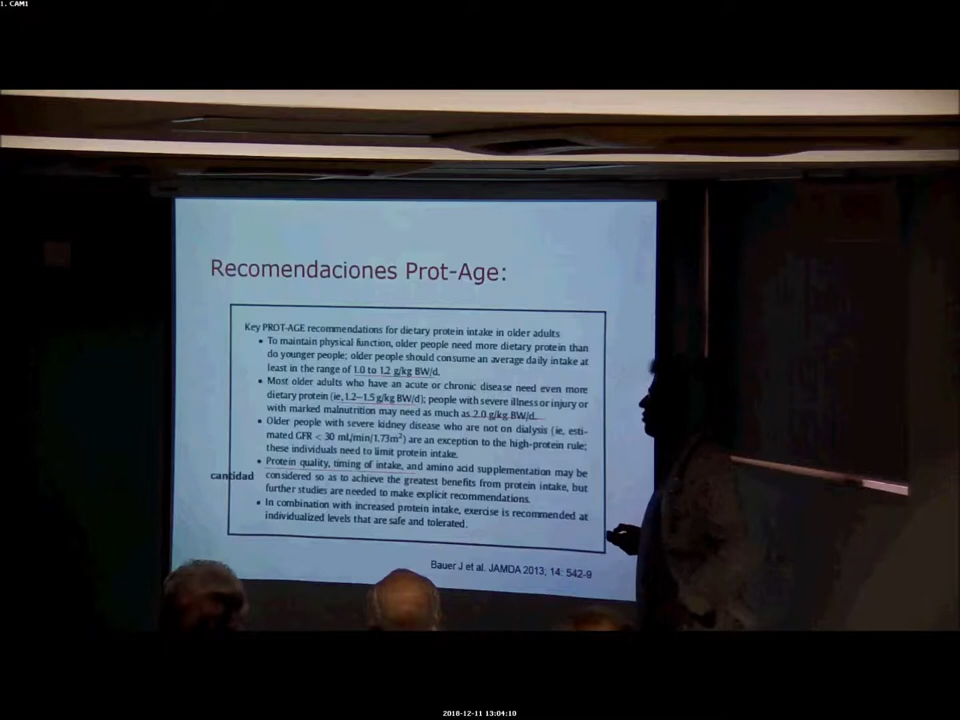 1. CAM1
Recomendaciones Prot-Age:
Key PROT-AGE recommendations for dietary protein intake in older adults
• To maintain physical function, older people need more dietary protein than
do younger people; older people should consume an average daily intake at
least in the range of 1.0 to 1.2 g/kg BW/d.
• Most older adults who have an acute or chronic disease need even more
dietary protein (ie, 1.2–1.5 g/kg BW/d); people with severe illness or injury or
with marked malnutrition may need as much as 2.0 g/kg BW/d.
• Older people with severe kidney disease who are not on dialysis (ie, esti-
mated GFR < 30 mL/min/1.73m²) are an exception to the high-protein rule;
these individuals need to limit protein intake.
• Protein quality, timing of intake, and amino acid supplementation may be
cantidad considered so as to achieve the greatest benefits from protein intake, but
further studies are needed to make explicit recommendations.
• In combination with increased protein intake, exercise is recommended at
individualized levels that are safe and tolerated.
Bauer J et al. JAMDA 2013; 14: 542-9
2018-12-11 13:04:10